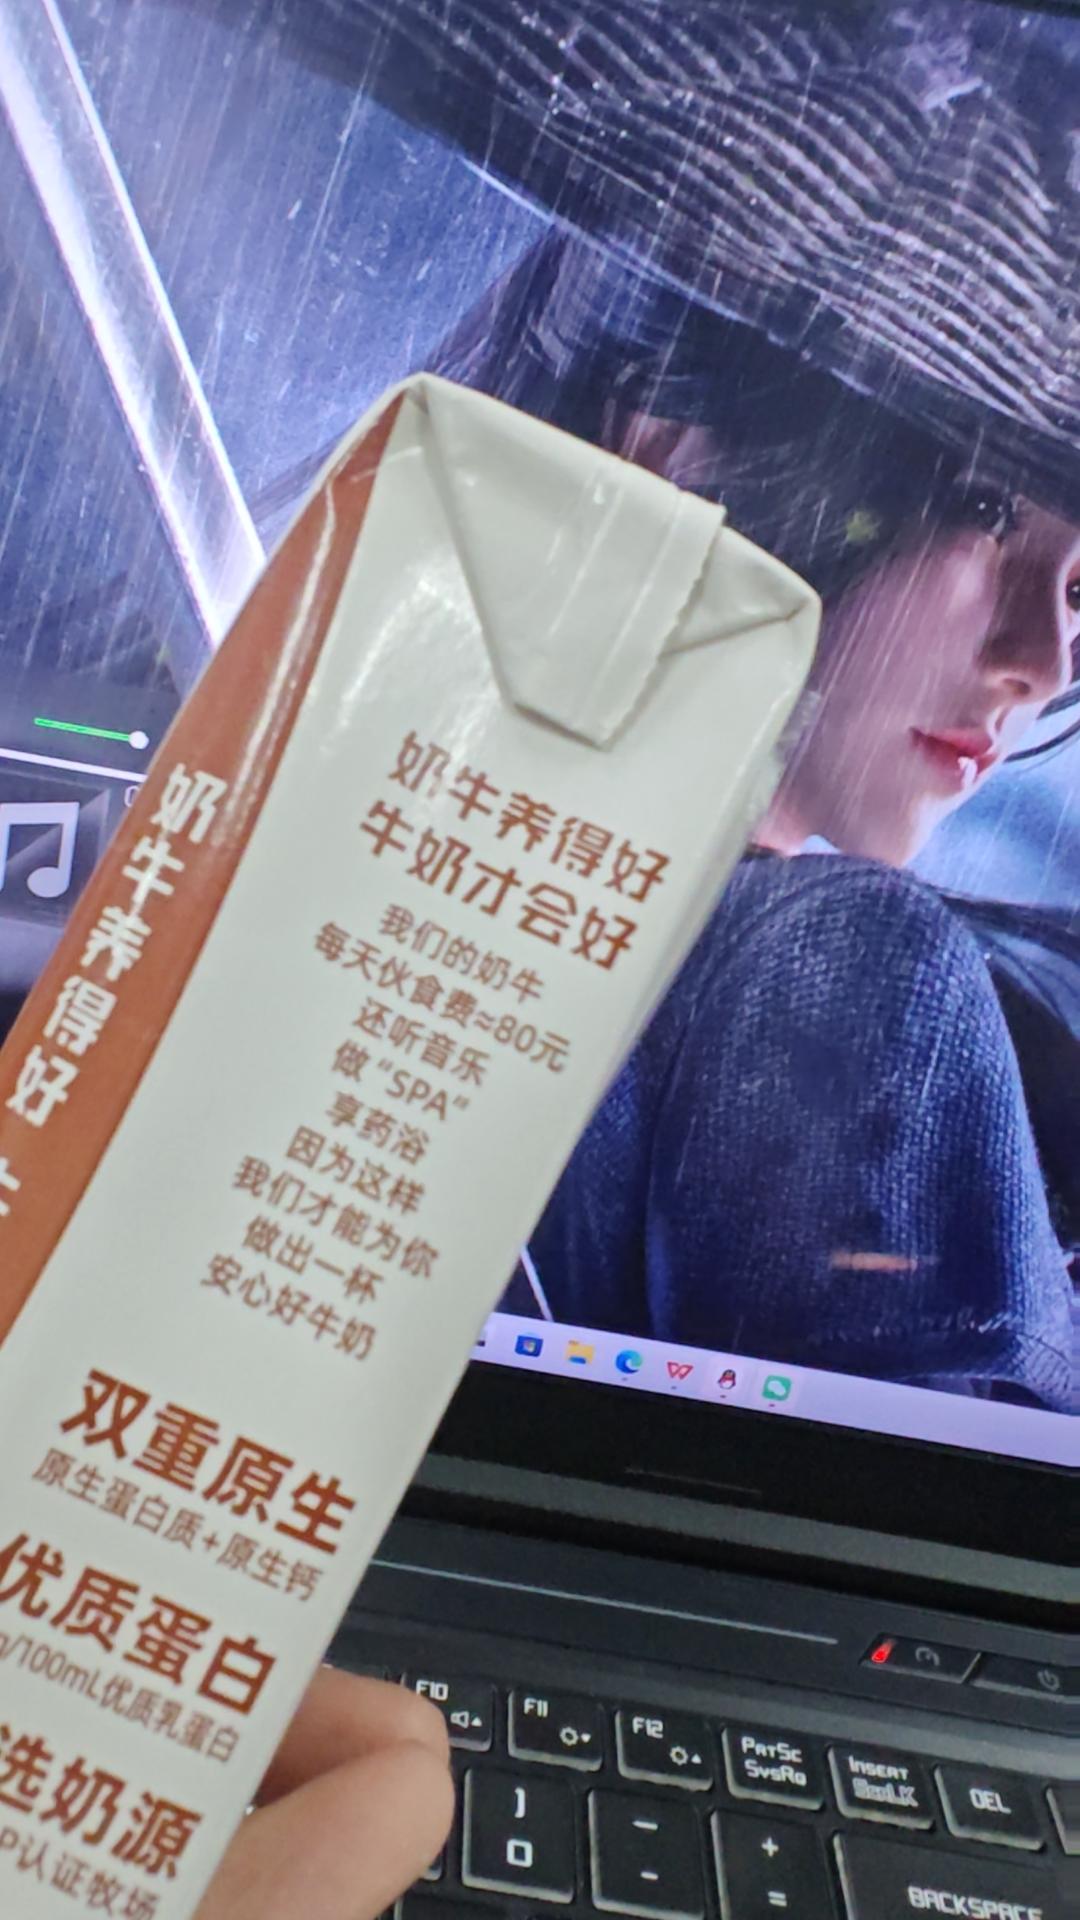 奶牛养得好
奶牛养得好
牛奶才会好
我们的奶牛
每天伙食费≈80元
还听音乐
做“SPA”
享药浴
因为这样
我们才能为你
做出一杯
安心好牛奶
双重原生
原生蛋白质+原生钙
优质蛋白
g/100mL优质乳蛋白
选奶源
P认证牧场
F10
F11
F12
PRTSC
SYSRQ
INSERT
SCRLK
DEL
)
0
_
-
+
=
BACKSPACE